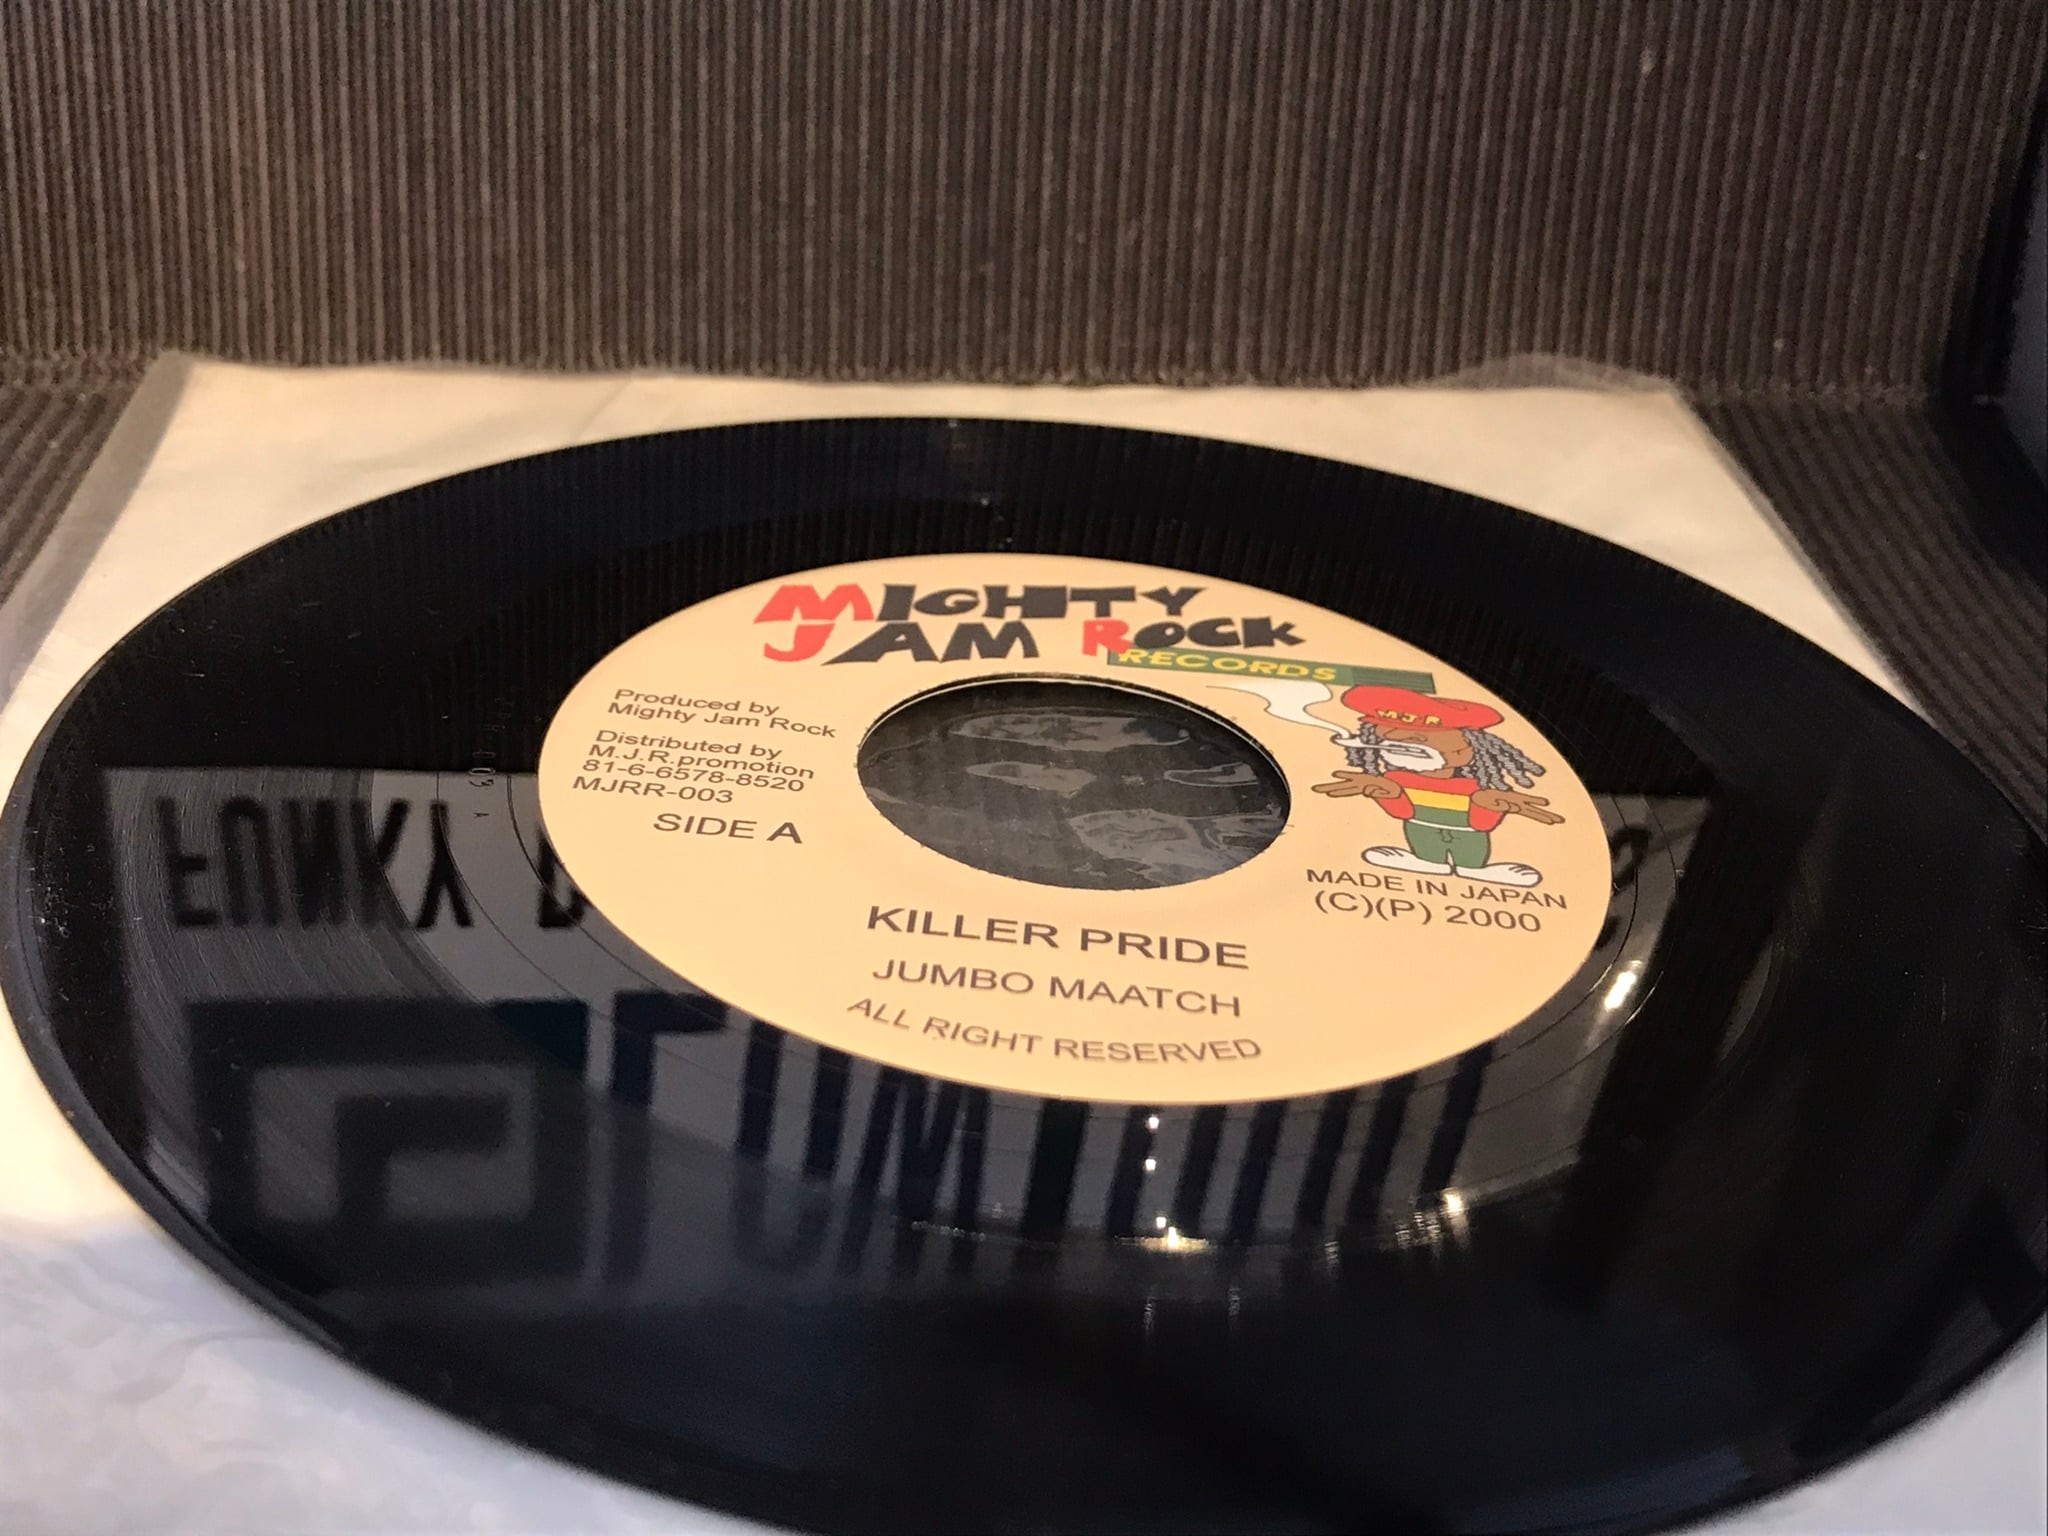 MIGHTY
JAM ROCK
RECORDS
Produced by
Mighty Jam Rock
Distributed by
M.J.R.promotion
81-6-6578-8520
MJRR-003
SIDE A
M.J.R
MADE IN JAPAN
(C)(P) 2000
KILLER PRIDE
JUMBO MAATCH
ALL RIGHT RESERVED
FUNKY